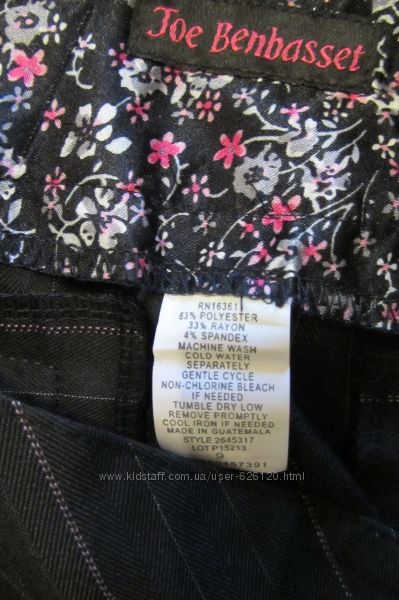 Joe Benbasset
RN16361
63% POLYESTER
33% RAYON
4% SPANDEX
MACHINE WASH
COLD WATER
SEPARATELY
GENTLE CYCLE
NON-CHLORINE BLEACH
IF NEEDED
TUMBLE DRY LOW
REMOVE PROMPTLY
COOL IRON IF NEEDED
MADE IN GUATEMALA
STYLE 2645317
LOT P15213
9
www.kidstaff.com.ua user-626120.html